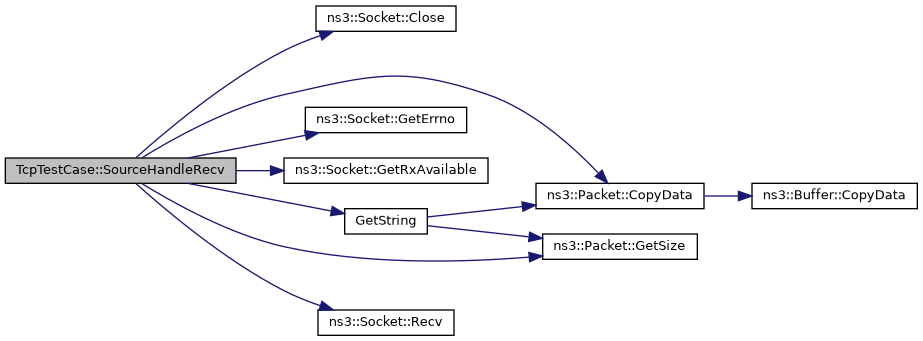 ns3::Socket::Close
ns3::Socket::GetErrno
TcpTestCase::SourceHandleRecv
ns3::Socket::GetRxAvailable
ns3::Packet::CopyData
ns3::Buffer::CopyData
GetString
ns3::Packet::GetSize
ns3::Socket::Recv